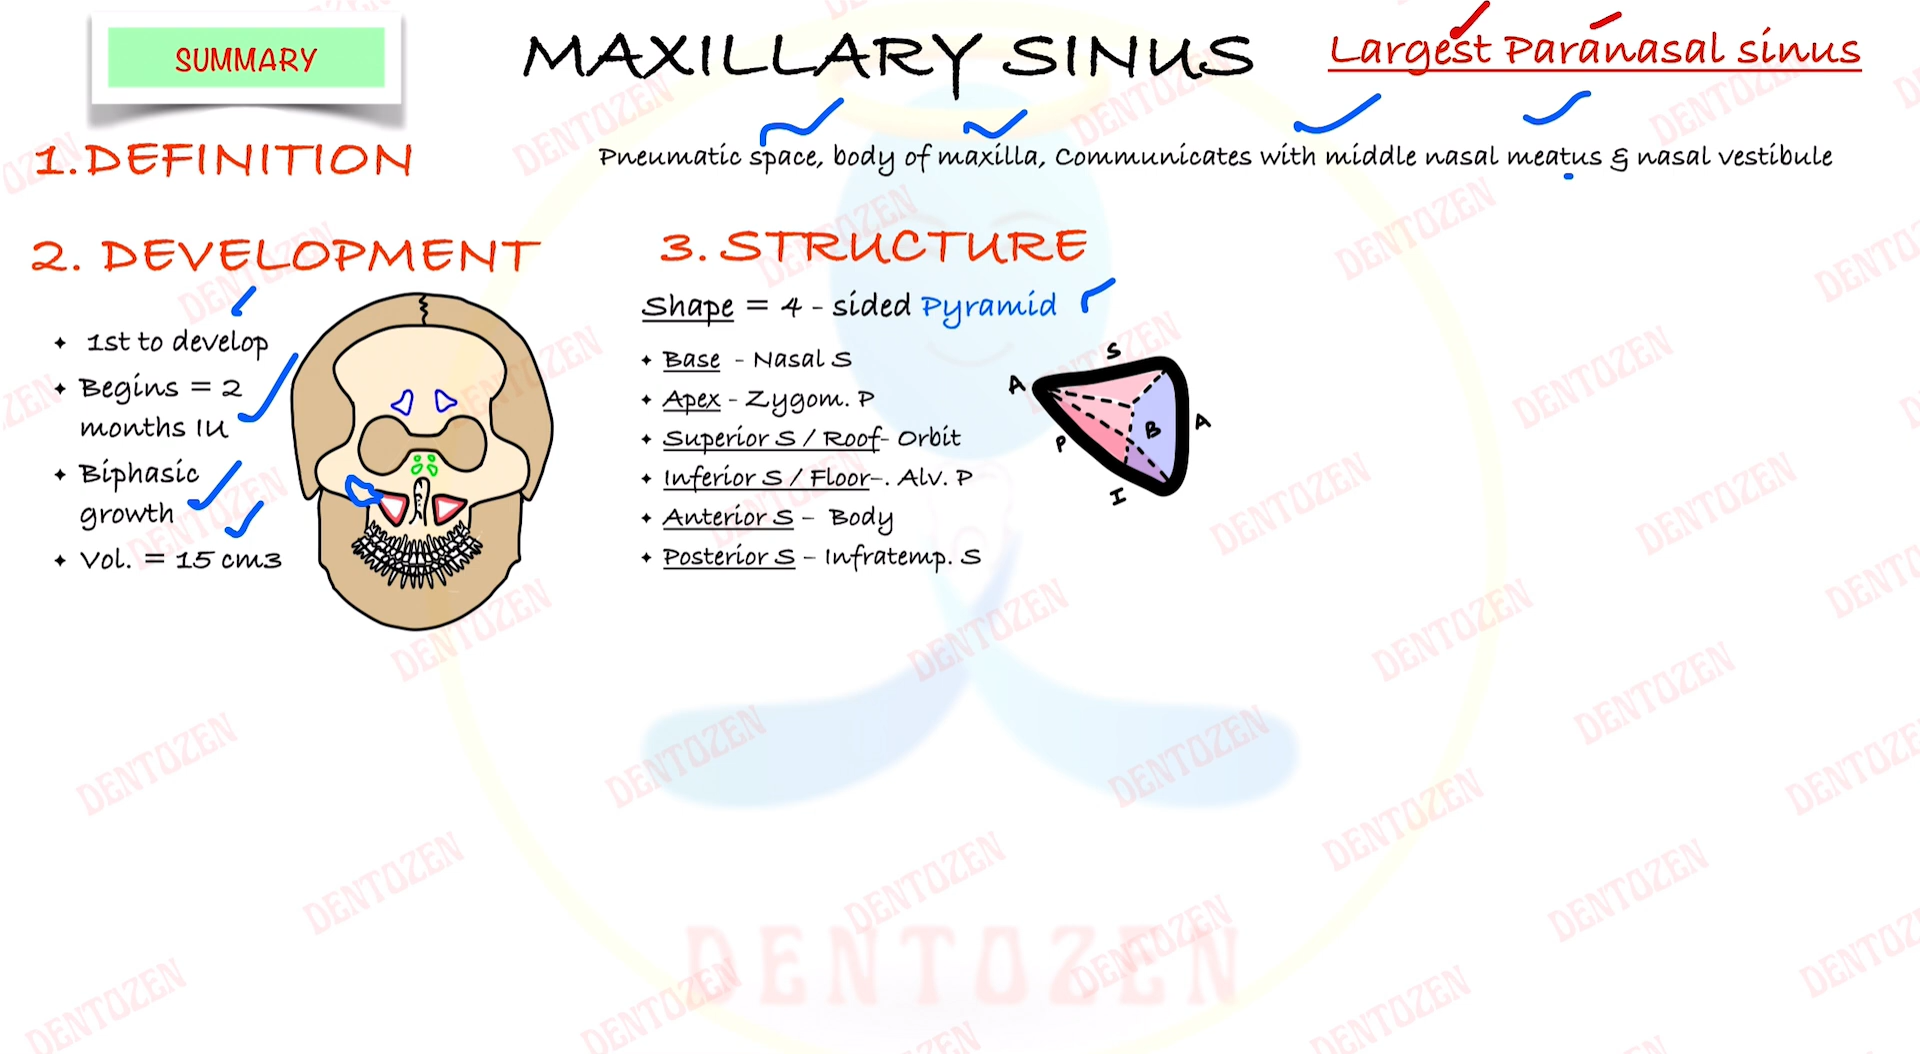 SUMMARY
MAXILLARY SINUS
Largest Paranasal sinus
1. DEFINITION
Pneumatic space, body of maxilla, Communicates with middle nasal meatus & nasal vestibule
2. DEVELOPMENT
1st to develop
Begins = 2
months IU
Biphasic
growth
Vol. = 15 cm3
3. STRUCTURE
Shape = 4 - sided Pyramid
Base - Nasal S
Apex - Zygom. P
Superior S / Roof- Orbit
Inferior S / Floor-. Alv. P
Anterior S - Body
Posterior S - Infratemp. S
S
A
A
B
P
I
DENTOZEN